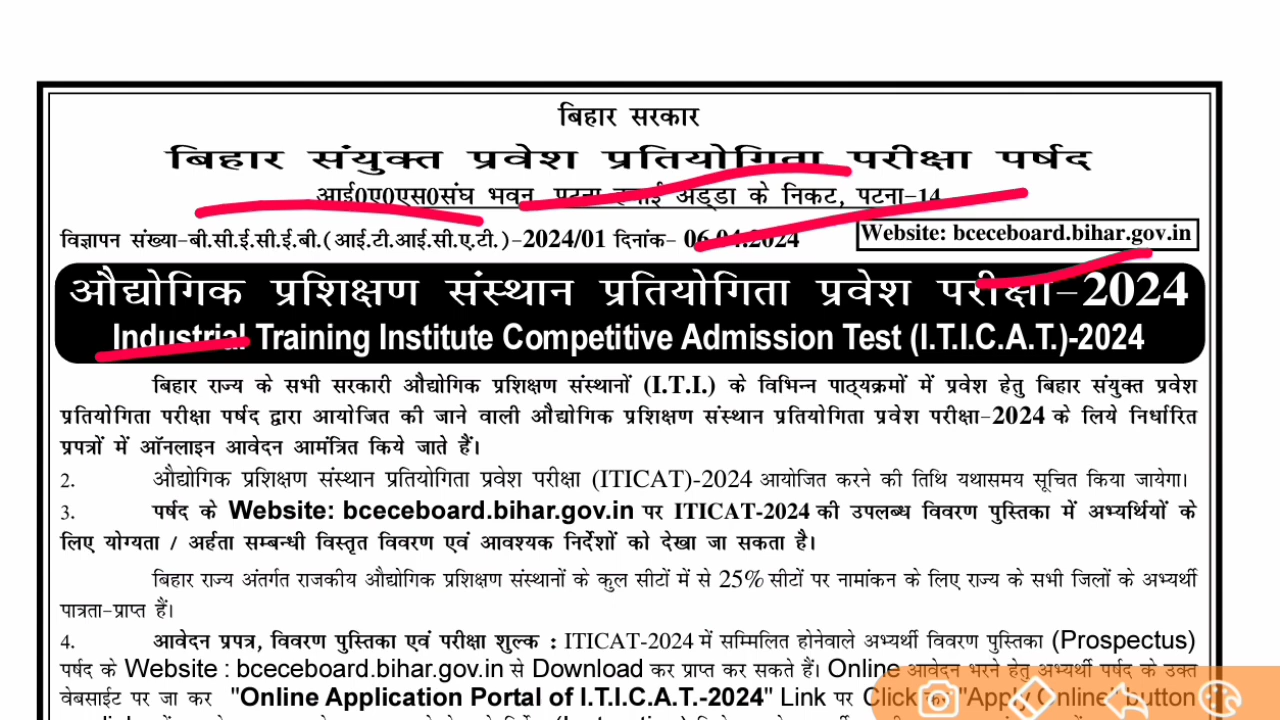 बिहार सरकार
बिहार संयुक्त प्रवेश प्रतियोगिता परीक्षा पर्षद
आई0ए0एस0संघ भवन, पटना हवाई अड्डा के निकट, पटना-14
विज्ञापन संख्या-बी.सी.ई.सी.ई.बी.(आई.टी.आई.सी.ए.टी.)-2024/01 दिनांक- 06.04.2024
Website: bceceboard.bihar.gov.in
औद्योगिक प्रशिक्षण संस्थान प्रतियोगिता प्रवेश परीक्षा-2024
Industrial Training Institute Competitive Admission Test (I.T.I.C.A.T.)-2024
बिहार राज्य के सभी सरकारी औद्योगिक प्रशिक्षण संस्थानों (I.T.I.) के विभिन्न पाठ्यक्रमों में प्रवेश हेतु बिहार संयुक्त प्रवेश
प्रतियोगिता परीक्षा पर्षद द्वारा आयोजित की जाने वाली औद्योगिक प्रशिक्षण संस्थान प्रतियोगिता प्रवेश परीक्षा-2024 के लिये निर्धारित
प्रपत्रों में ऑनलाइन आवेदन आमंत्रित किये जाते हैं।
2. औद्योगिक प्रशिक्षण संस्थान प्रतियोगिता प्रवेश परीक्षा (ITICAT)-2024 आयोजित करने की तिथि यथासमय सूचित किया जायेगा।
3. पर्षद के Website: bceceboard.bihar.gov.in पर ITICAT-2024 की उपलब्ध विवरण पुस्तिका में अभ्यर्थियों के
लिए योग्यता / अर्हता सम्बन्धी विस्तृत विवरण एवं आवश्यक निर्देशों को देखा जा सकता है।
बिहार राज्य अंतर्गत राजकीय औद्योगिक प्रशिक्षण संस्थानों के कुल सीटों में से 25% सीटों पर नामांकन के लिए राज्य के सभी जिलों के अभ्यर्थी
पात्रता-प्राप्त हैं।
4. आवेदन प्रपत्र, विवरण पुस्तिका एवं परीक्षा शुल्क : ITICAT-2024 में सम्मिलित होनेवाले अभ्यर्थी विवरण पुस्तिका (Prospectus)
पर्षद के Website : bceceboard.bihar.gov.in से Download कर प्राप्त कर सकते हैं। Online आवेदन भरने हेतु अभ्यर्थी पर्षद के उक्त
वेबसाईट पर जा कर "Online Application Portal of I.T.I.C.A.T.-2024" Link पर Click कर "Apply Online" button